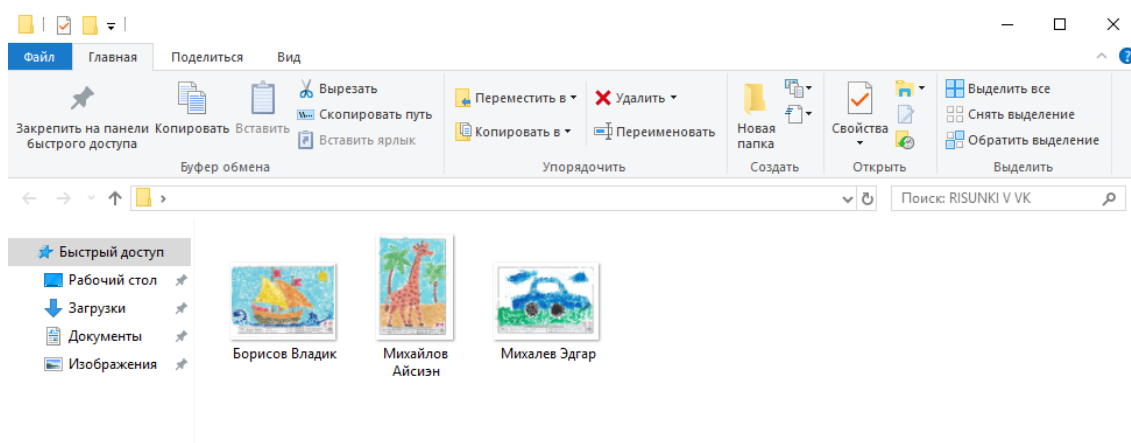 Файл
Главная
Поделиться
Вид
Закрепить на панели
быстрого доступа
Копировать
Вставить
Вырезать
Скопировать путь
Вставить ярлык
Буфер обмена
Переместить в
Копировать в
Удалить
Переименовать
Упорядочить
Новая
папка
Создать
Свойства
Открыть
Выделить все
Снять выделение
Обратить выделение
Выделить
Поиск: RISUNKI V VK
Быстрый доступ
Рабочий стол
Загрузки
Документы
Изображения
Борисов Владик
Михайлов
Айсиэн
Михалев Эдгар